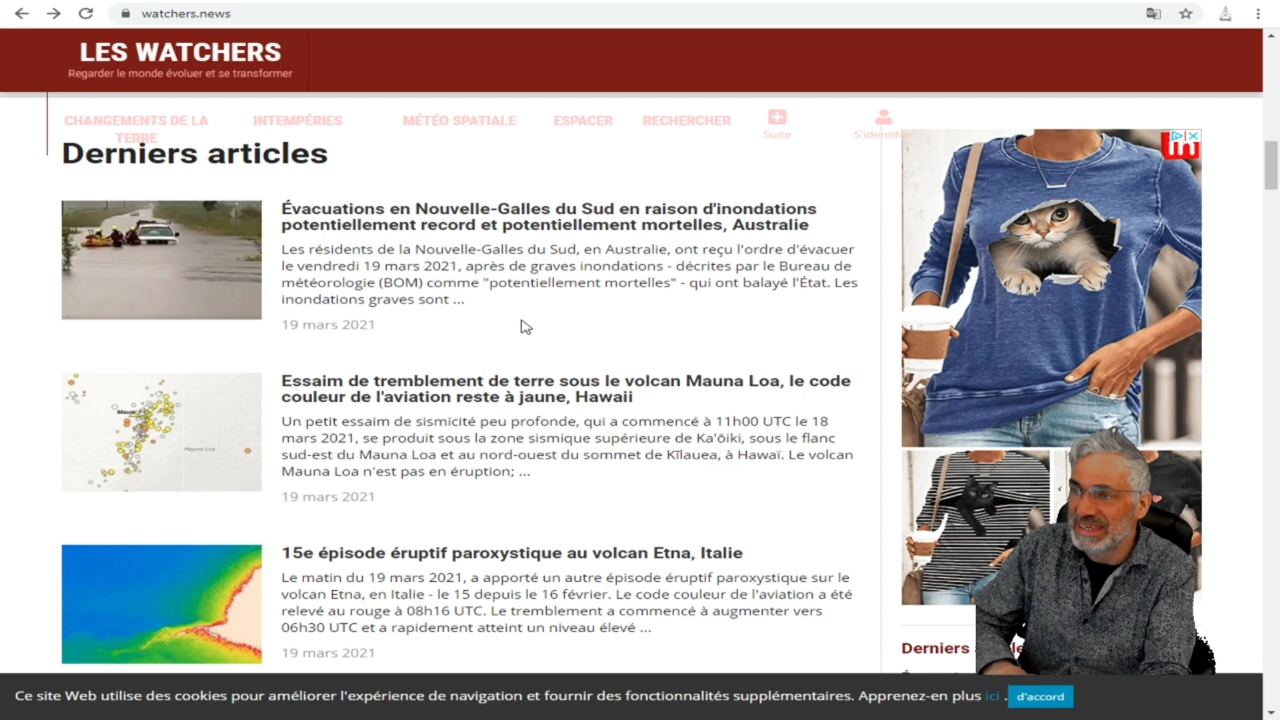 watchers.news
LES WATCHERS
Regarder le monde évoluer et se transformer
CHANGEMENTS DE LA
TERRE
INTEMPÉRIES
MÉTÉO SPATIALE
ESPACER
RECHERCHER
Suite
Derniers articles
Évacuations en Nouvelle-Galles du Sud en raison d'inondations
potentiellement record et potentiellement mortelles, Australie
Les résidents de la Nouvelle-Galles du Sud, en Australie, ont reçu l'ordre d'évacuer
le vendredi 19 mars 2021, après de graves inondations - décrites par le Bureau de
météorologie (BOM) comme "potentiellement mortelles" - qui ont balayé l'État. Les
inondations graves sont ...
19 mars 2021
Essaim de tremblement de terre sous le volcan Mauna Loa, le code
couleur de l'aviation reste à jaune, Hawaii
Un petit essaim de sismicité peu profonde, qui a commencé à 11h00 UTC le 18
mars 2021, se produit sous la zone sismique supérieure de Ka'ōiki, sous le flanc
sud-est du Mauna Loa et au nord-ouest du sommet de Kīlauea, à Hawaï. Le volcan
Mauna Loa n'est pas en éruption; ...
19 mars 2021
Mauna Loa
15e épisode éruptif paroxystique au volcan Etna, Italie
Le matin du 19 mars 2021, a apporté un autre épisode éruptif paroxystique sur le
volcan Etna, en Italie - le 15 depuis le 16 février. Le code couleur de l'aviation a été
relevé au rouge à 08h16 UTC. Le tremblement a commencé à augmenter vers
06h30 UTC et a rapidement atteint un niveau élevé ...
19 mars 2021
Derniers
Ce site Web utilise des cookies pour améliorer l'expérience de navigation et fournir des fonctionnalités supplémentaires. Apprenez-en plus ici . d'accord